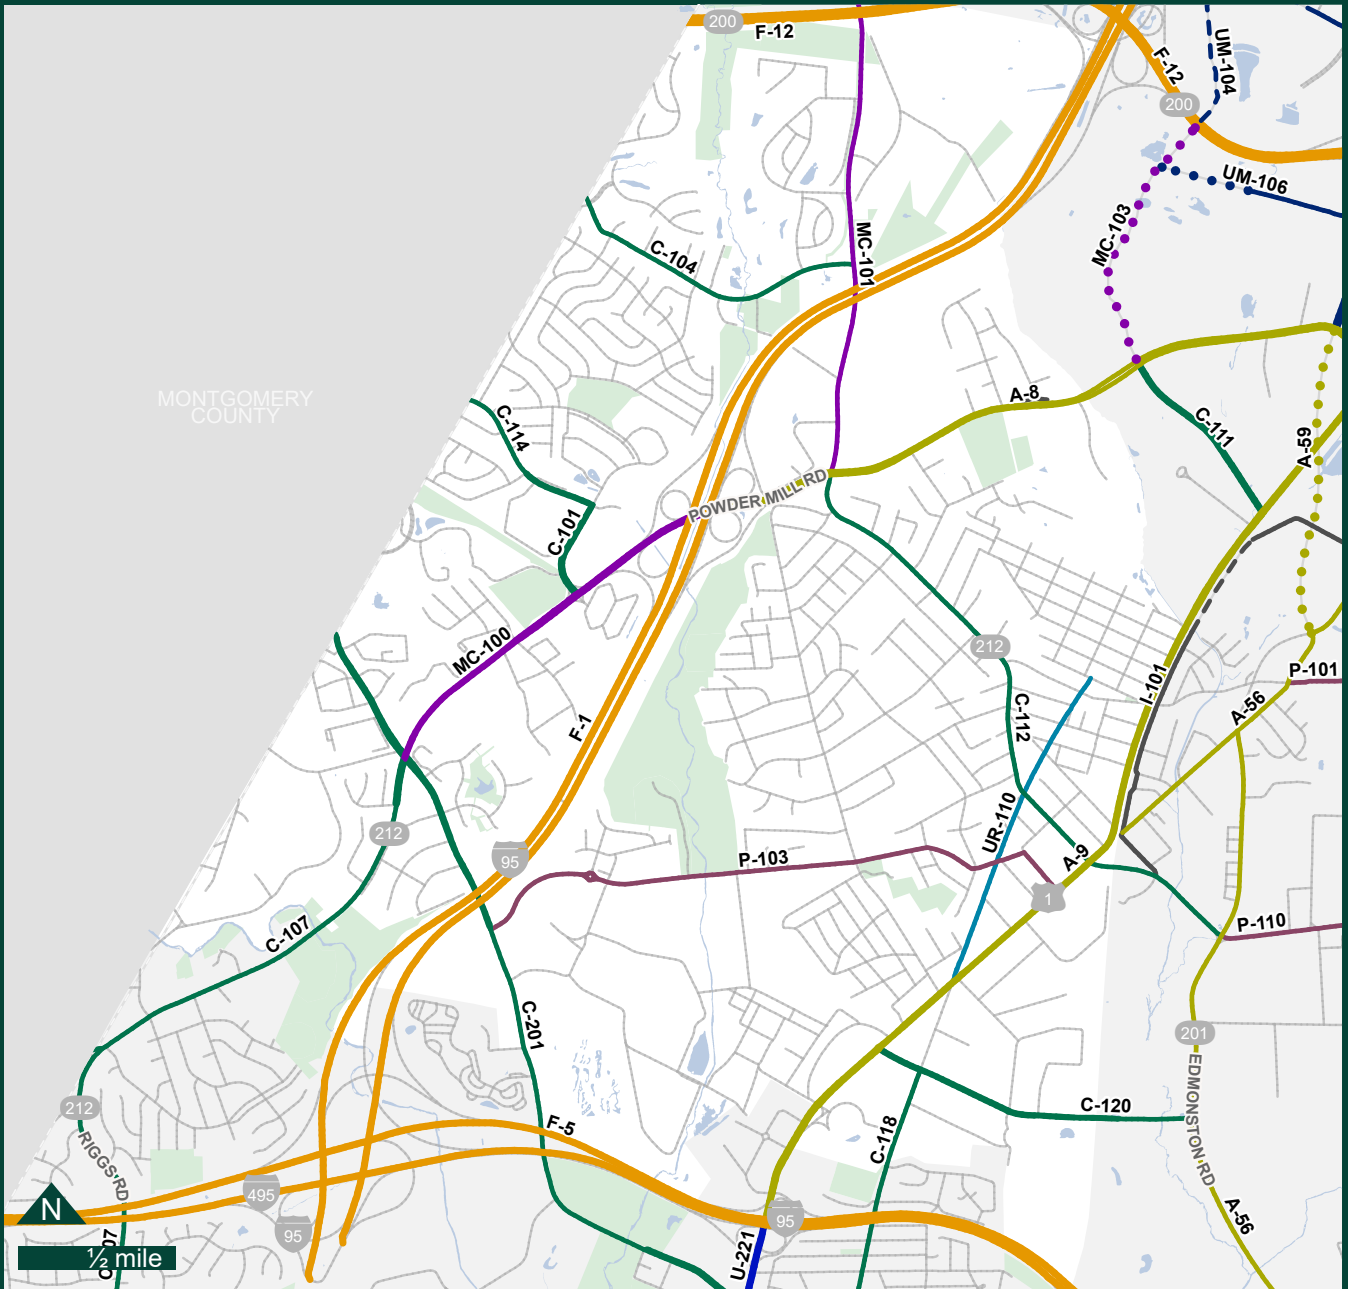 200
F-12
UM-104
F-12
200
UM-106
MC-103
MC-101
C-104
MONTGOMERY
COUNTY
A-8
C-114
C-111
A-59
POWDER MILL RD
C-101
MC-100
212
C-112
I-101
P-101
A-56
F-1
UR-110
212
95
P-103
A-9
1
C-107
P-110
C-201
201
EDMONSTON RD
212
RIGGS RD
F-5
C-120
C-118
495
N
95
95
A-56
U-221
½ mile